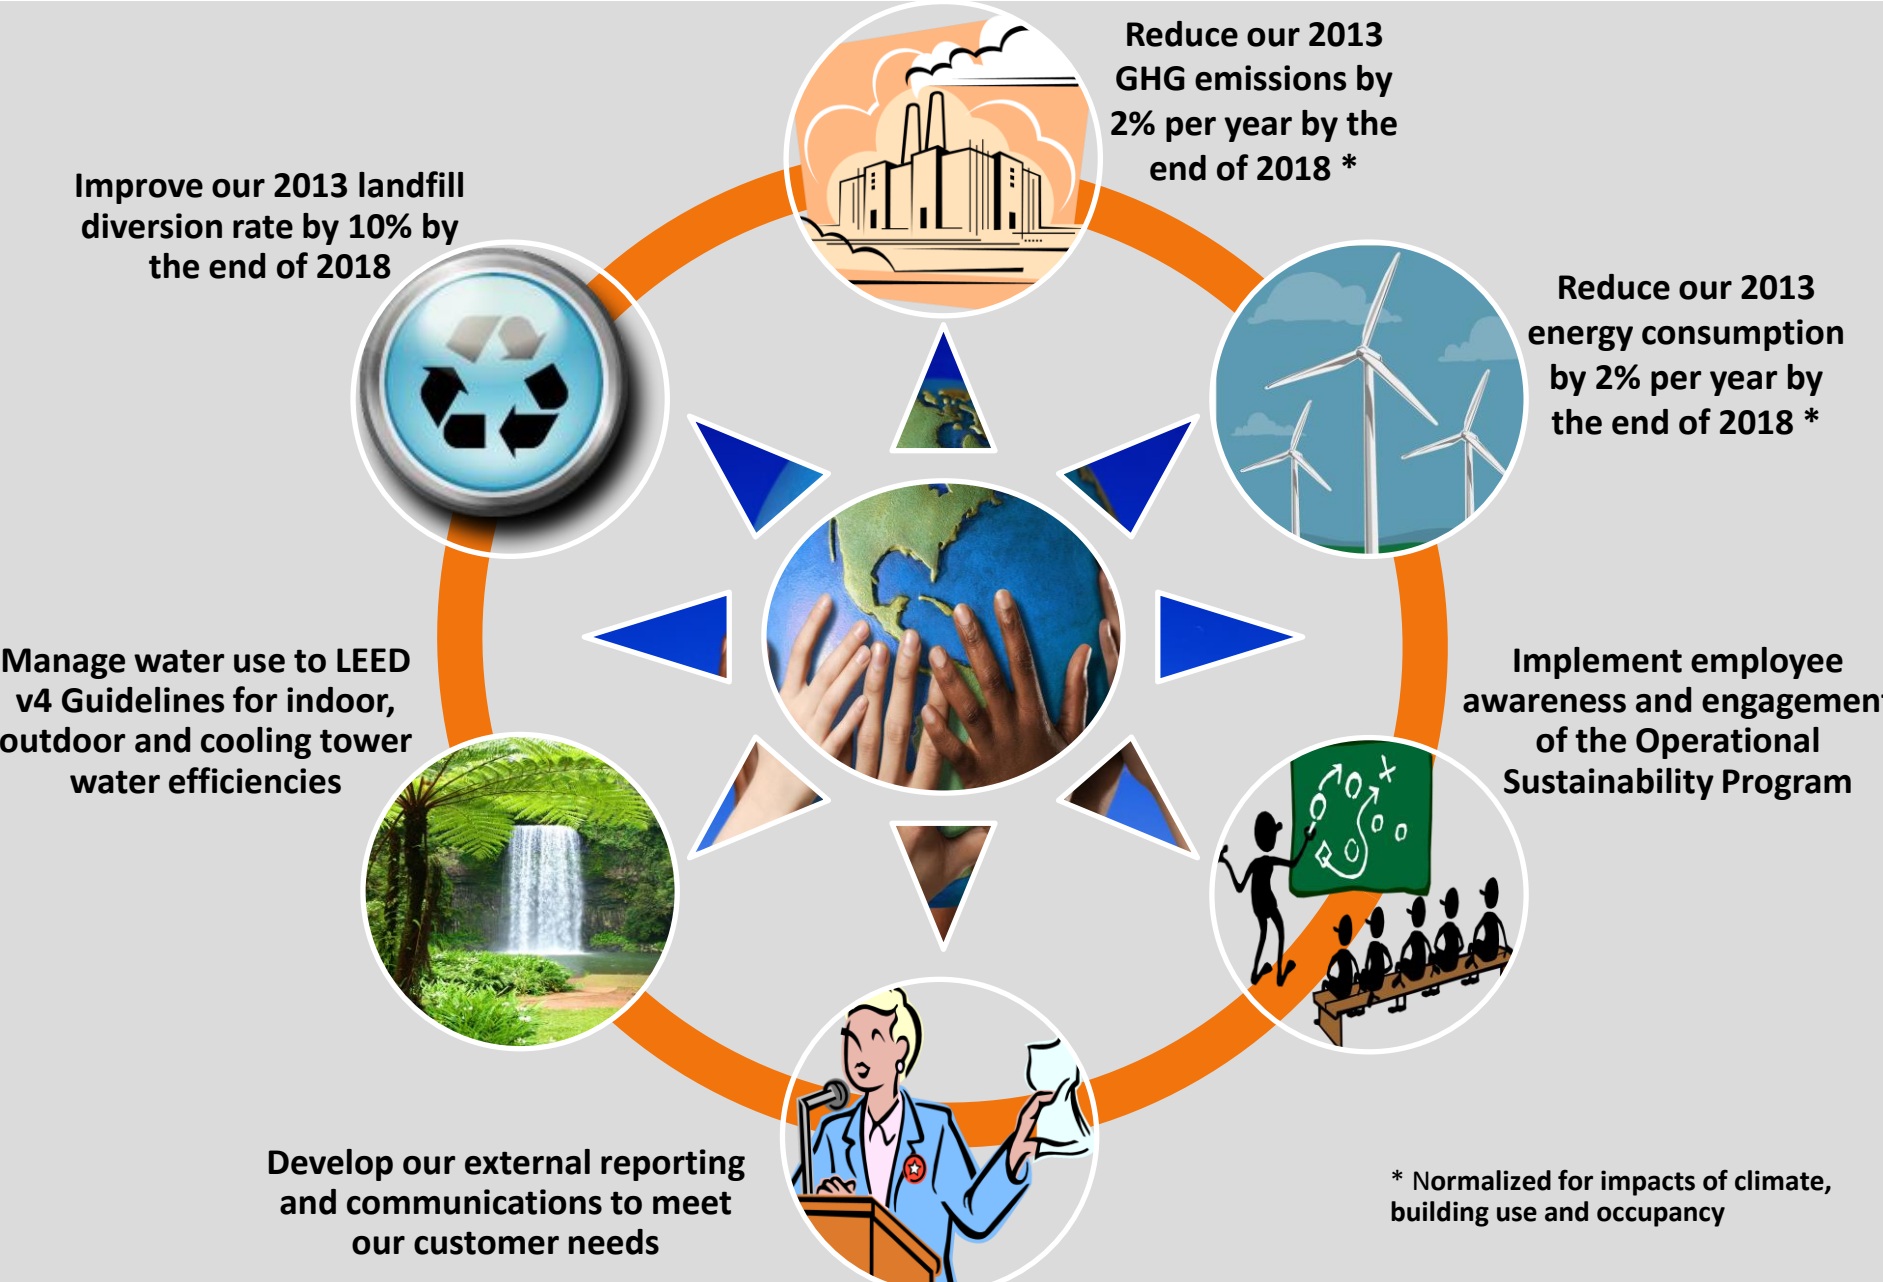 Reduce our 2013
GHG emissions by
2% per year by the
end of 2018 *
Improve our 2013 landfill
diversion rate by 10% by
the end of 2018
Reduce our 2013
energy consumption
by 2% per year by
the end of 2018 *
Manage water use to LEED
v4 Guidelines for indoor,
outdoor and cooling tower
water efficiencies
Implement employee
awareness and engagement
of the Operational
Sustainability Program
Develop our external reporting
and communications to meet
our customer needs
* Normalized for impacts of climate,
building use and occupancy